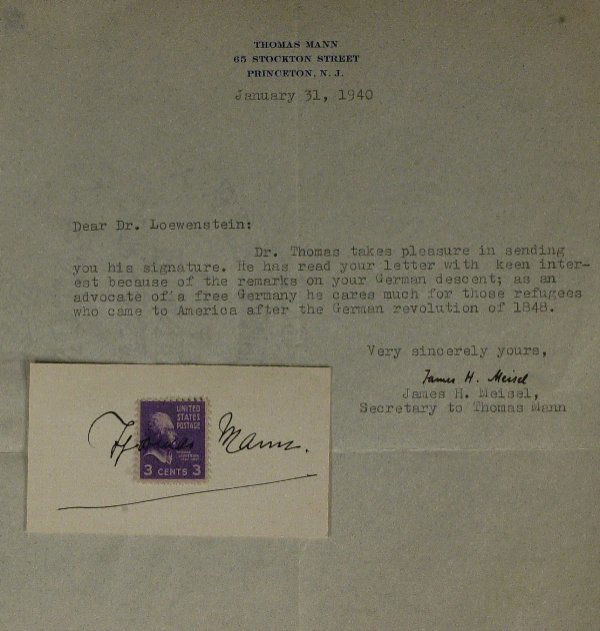 THOMAS MANN
65 STOCKTON STREET
PRINCETON, N. J.
January 31, 1940
Dear Dr. Loewenstein:
Dr. Thomas takes pleasure in sending
you his signature. He has read your letter with keen inter-
est because of the remarks on your German descent; as an
advocate of a free Germany he cares much for those refugees
who came to America after the German revolution of 1848.
Very sincerely yours,
James H. Meisel
James H. Meisel,
Secretary to Thomas Mann
Thomas Mann.
UNITED
STATES
POSTAGE
3 CENTS 3